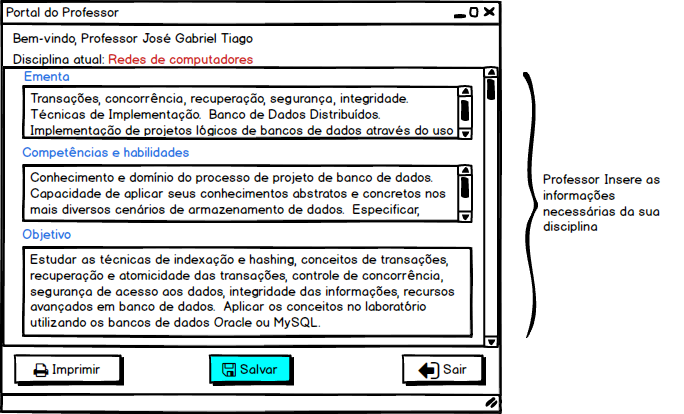 Portal do Professor
Bem-vindo, Professor José Gabriel Tiago
Disciplina atual: Redes de computadores
Ementa
Transações, concorrência, recuperação, segurança, integridade.
Técnicas de Implementação. Banco de Dados Distribuídos.
Implementação de projetos lógicos de bancos de dados através do uso
Competências e habilidades
Conhecimento e domínio do processo de projeto de banco de dados.
Capacidade de aplicar seus conhecimentos abstratos e concretos nos
mais diversos cenários de armazenamento de dados. Especificar,
Objetivo
Estudar as técnicas de indexação e hashing, conceitos de transações,
recuperação e atomicidade das transações, controle de concorrência,
segurança de acesso aos dados, integridade das informações, recursos
avançados em banco de dados. Aplicar os conceitos no laboratório
utilizando os bancos de dados Oracle ou MySQL.
Imprimir
Salvar
Sair
Professor Insere as
informações
necessárias da sua
disciplina